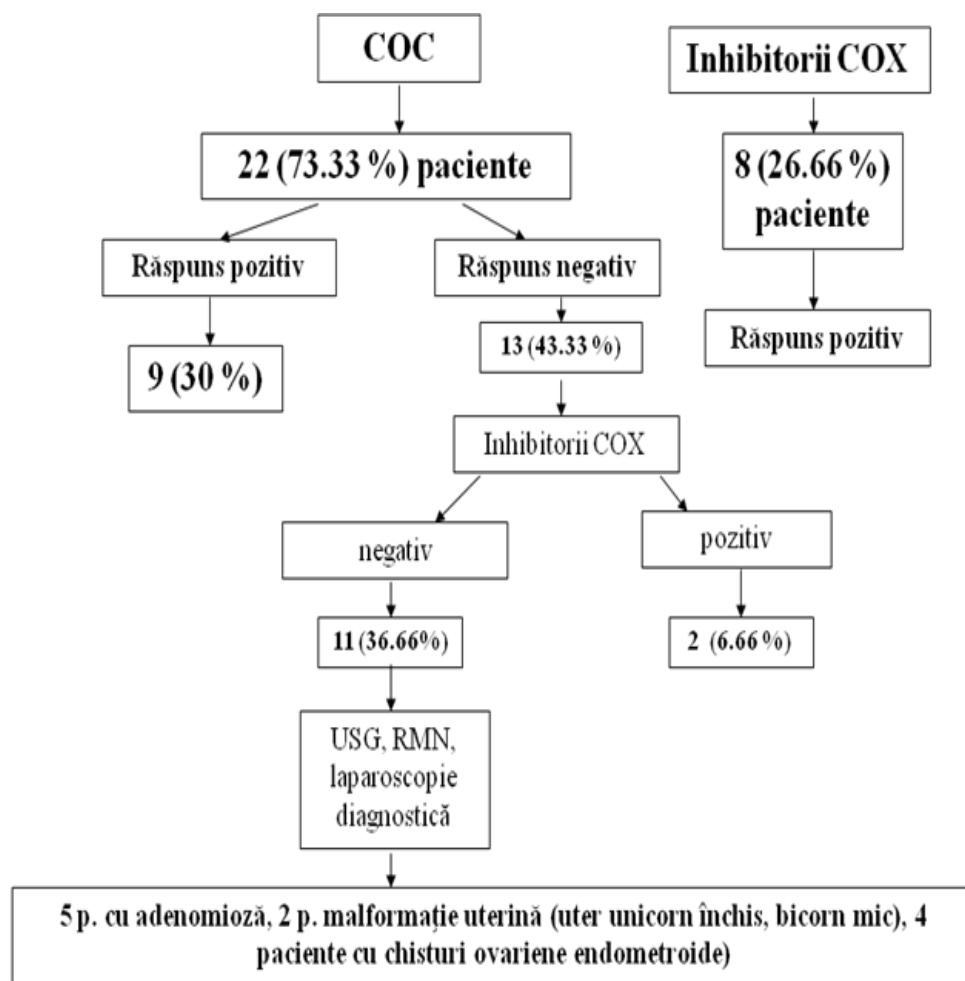 COC
Inhibitorii COX
22 (73.33 %) paciente
8 (26.66 %)
paciente
Răspuns pozitiv
Răspuns negativ
Răspuns pozitiv
9 (30 %)
13 (43.33 %)
Inhibitorii COX
negativ
pozitiv
11 (36.66%)
2 (6.66 %)
USG, RMN,
laparoscopie
diagnostică
5 p. cu adenomioză, 2 p. malformație uterină (uter unicorn închis, bicorn mic), 4
paciente cu chisturi ovariene endometroide)